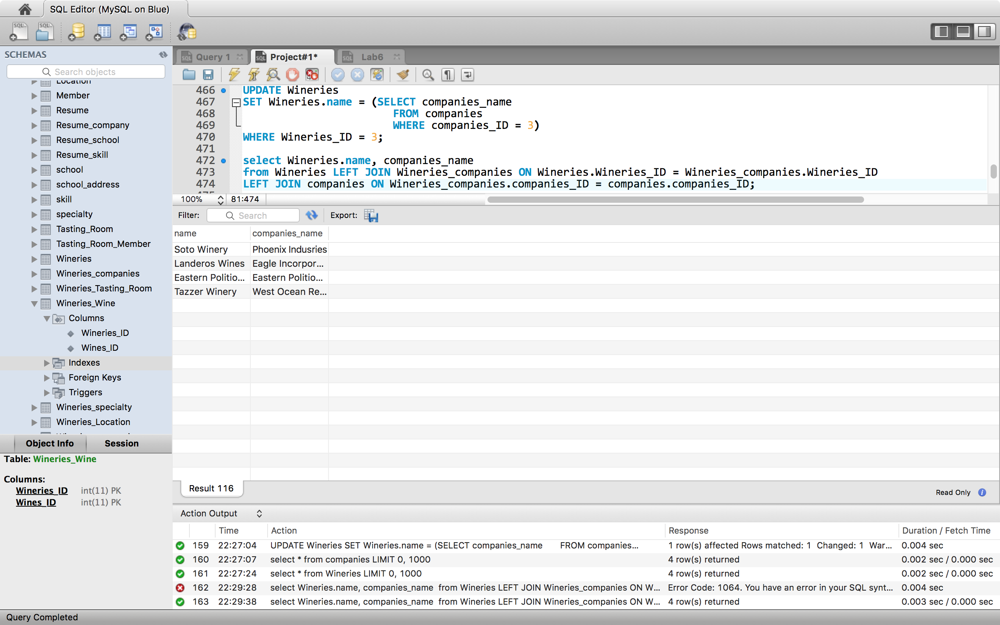 SQL Editor (MySQL on Blue)
SQL
SQL
SCHEMAS
Search objects
Location
Member
Resume
Resume_company
Resume_school
Resume_skill
school
school_address
skill
specialty
Tasting_Room
Tasting_Room_Member
Wineries
Wineries_companies
Wineries_Tasting_Room
Wineries_Wine
Columns
Wineries_ID
Wines_ID
Indexes
Foreign Keys
Triggers
Wineries_specialty
Wineries_Location
Object Info Session
Table: Wineries_Wine
Columns:
Wineries_ID int(11) PK
Wines_ID int(11) PK
SQL Query 1 SQL Project#1* SQL Lab6
466 UPDATE Wineries
467 SET Wineries.name = (SELECT companies_name
468 FROM companies
469 WHERE companies_ID = 3)
470 WHERE Wineries_ID = 3;
471
472 select Wineries.name, companies_name
473 from Wineries LEFT JOIN Wineries_companies ON Wineries.Wineries_ID = Wineries_companies.Wineries_ID
474 LEFT JOIN companies ON Wineries_companies.companies_ID = companies.companies_ID;
475
100% 81:474
Filter: Search Export:
name companies_name
Soto Winery Phoenix Indusries
Landeros Wines Eagle Incorpor...
Eastern Politio... Eastern Politio...
Tazzer Winery West Ocean Re...
Result 116
Read Only
Action Output
Time Action Response Duration / Fetch Time
159 22:27:04 UPDATE Wineries SET Wineries.name = (SELECT companies_name FROM companies... 1 row(s) affected Rows matched: 1 Changed: 1 War... 0.004 sec
160 22:27:07 select * from companies LIMIT 0, 1000 4 row(s) returned 0.002 sec / 0.000 sec
161 22:27:24 select * from Wineries LIMIT 0, 1000 4 row(s) returned 0.002 sec / 0.000 sec
162 22:29:28 select Wineries.name, companies_name from Wineries LEFT JOIN Wineries_companies ON W... Error Code: 1064. You have an error in your SQL synt... 0.004 sec
163 22:29:38 select Wineries.name, companies_name from Wineries LEFT JOIN Wineries_companies ON W... 4 row(s) returned 0.003 sec / 0.000 sec
Query Completed